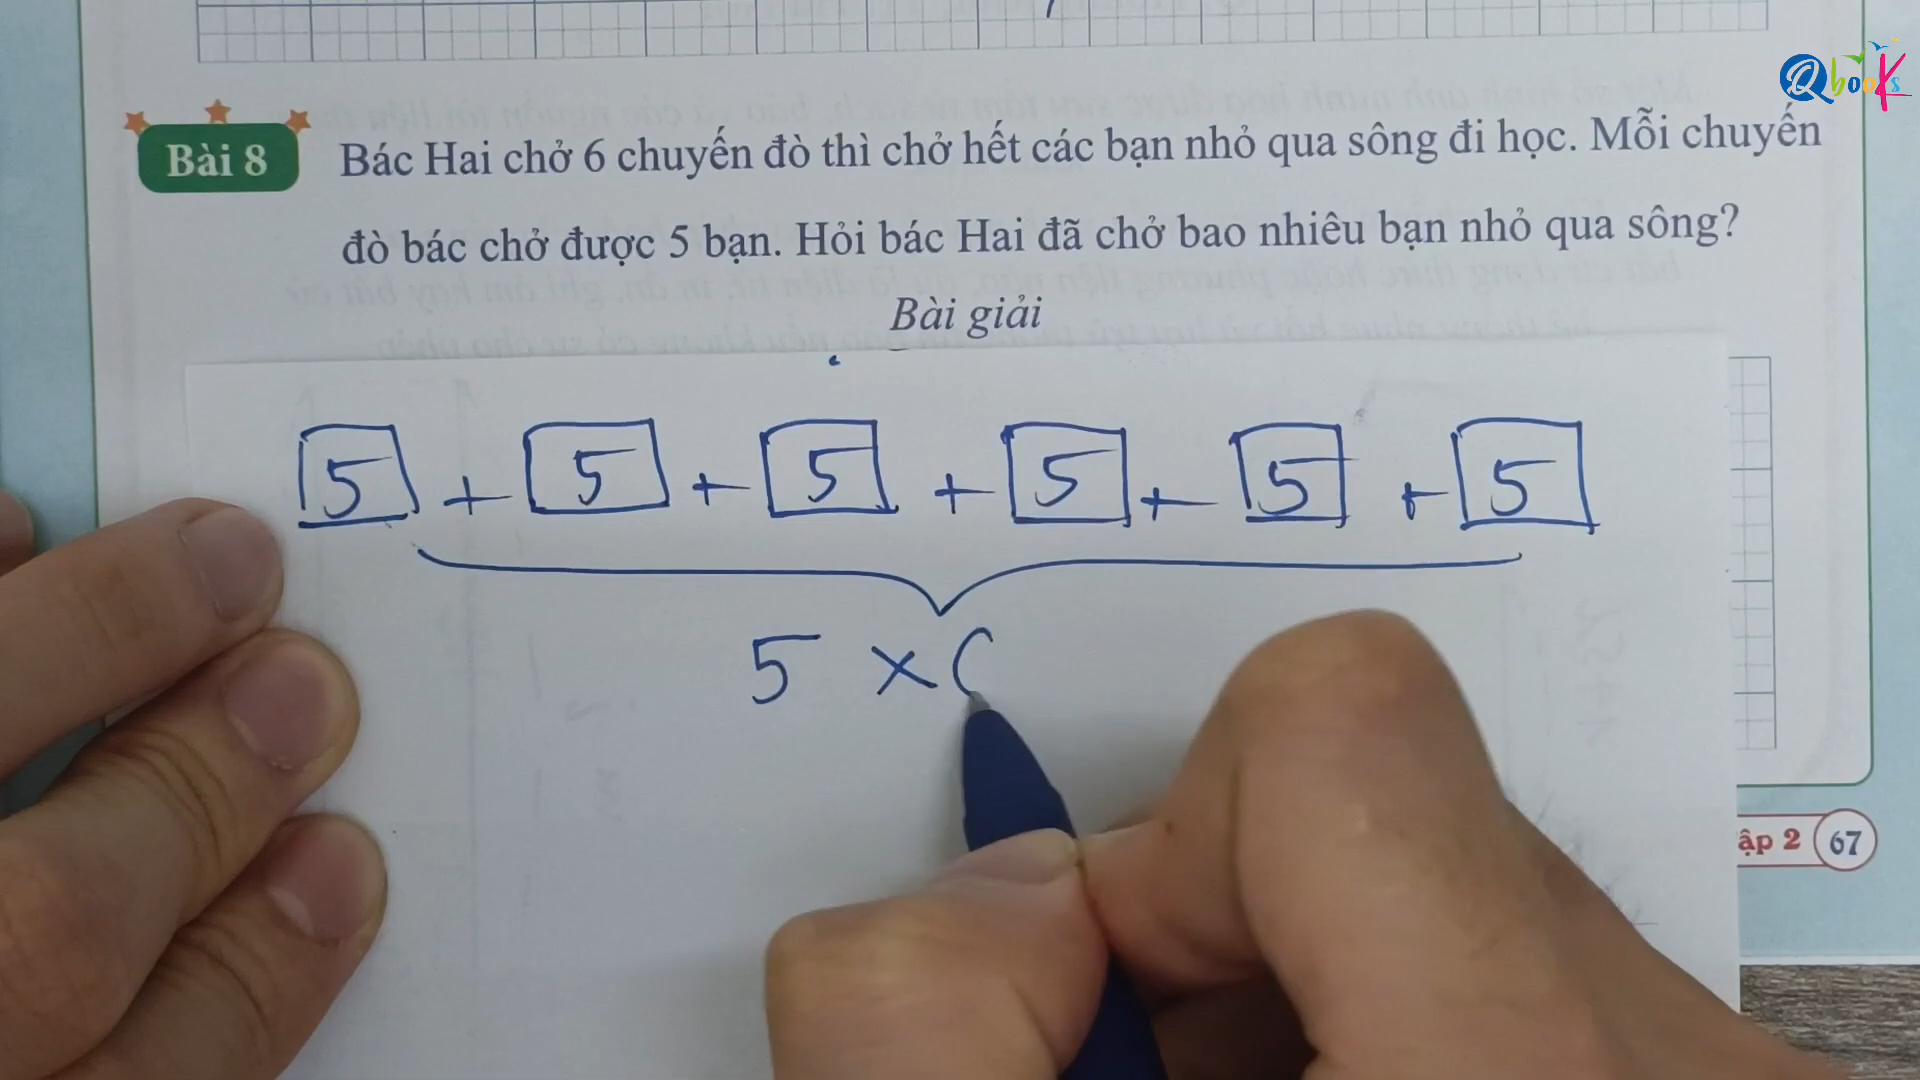 Qbooks
Bài 8 Bác Hai chở 6 chuyến đò thì chở hết các bạn nhỏ qua sông đi học. Mỗi chuyến
đò bác chở được 5 bạn. Hỏi bác Hai đã chở bao nhiêu bạn nhỏ qua sông?
Bài giải
5 + 5 + 5 + 5 + 5 + 5
5 ×
ập 2 67